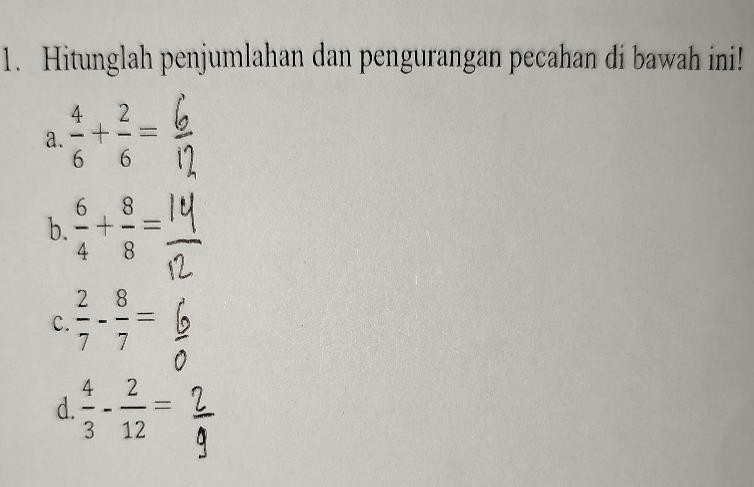 1. Hitunglah penjumlahan dan pengurangan pecahan di bawah ini!
a. 4/6 + 2/6 = 6/12
b. 6/4 + 8/8 = 14/12
c. 2/7 - 8/7 = 6/0
d. 4/3 - 2/12 = 2/9